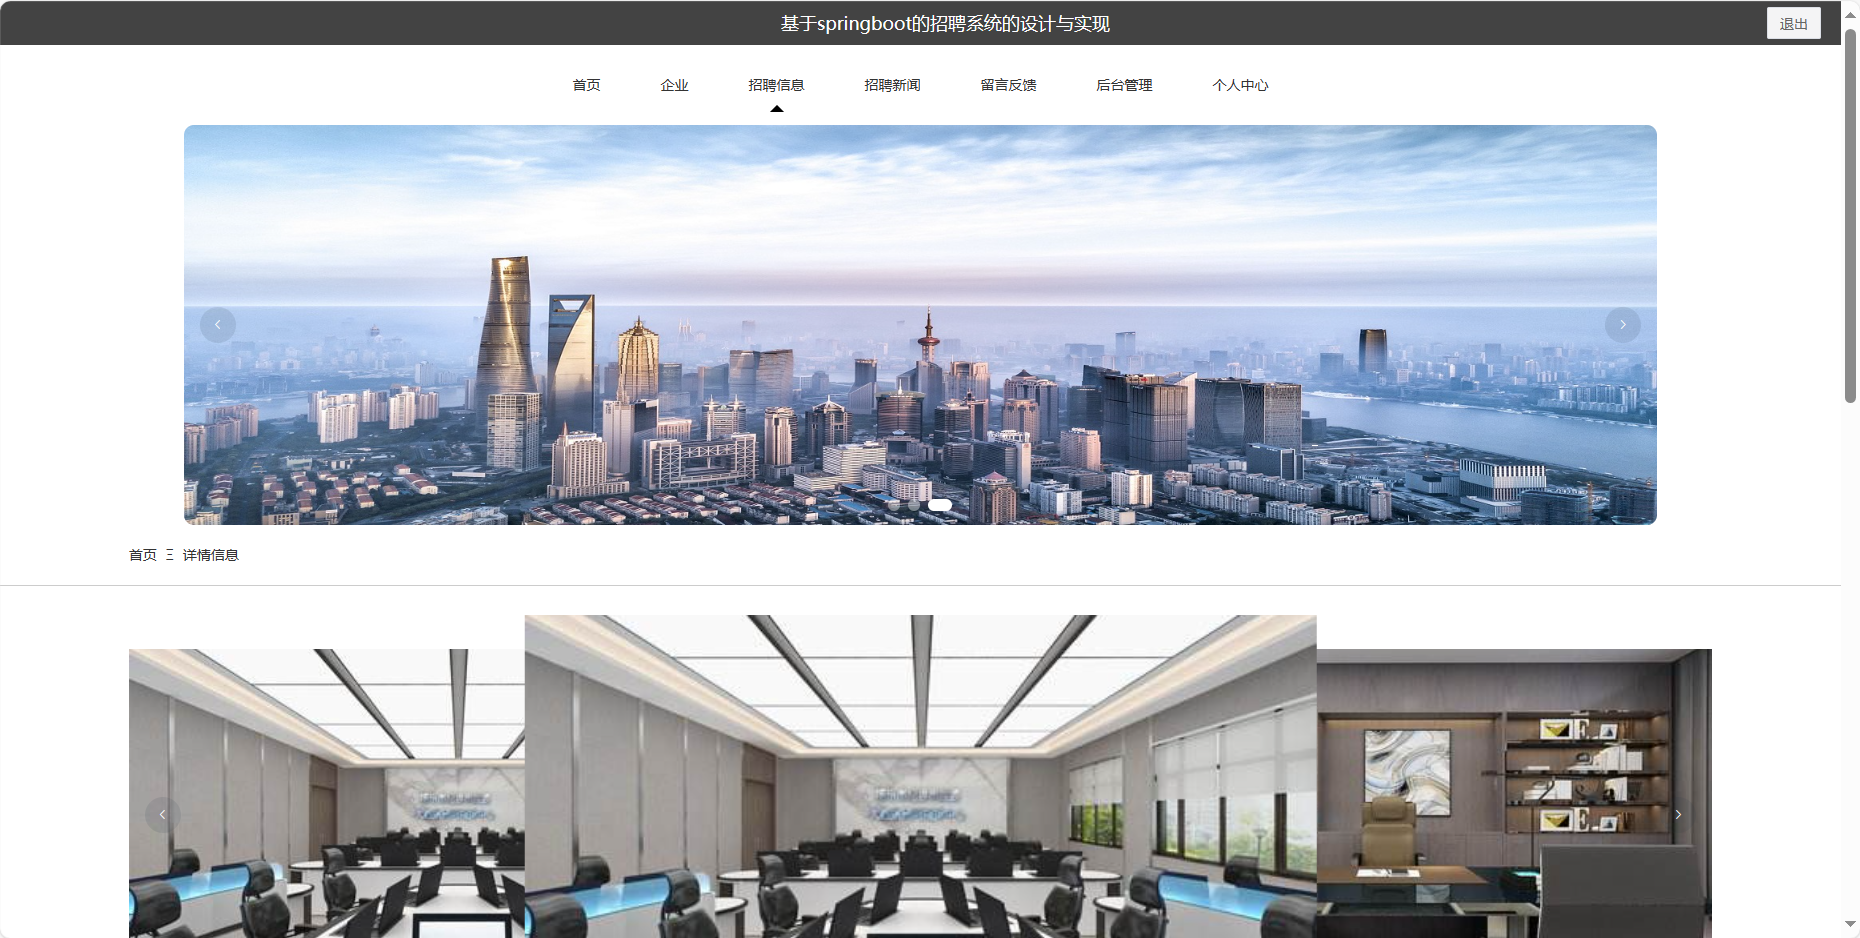 基于springboot的招聘系统的设计与实现
退出
首页 企业 招聘信息 招聘新闻 留言反馈 后台管理 个人中心
首页 Ξ 详情信息